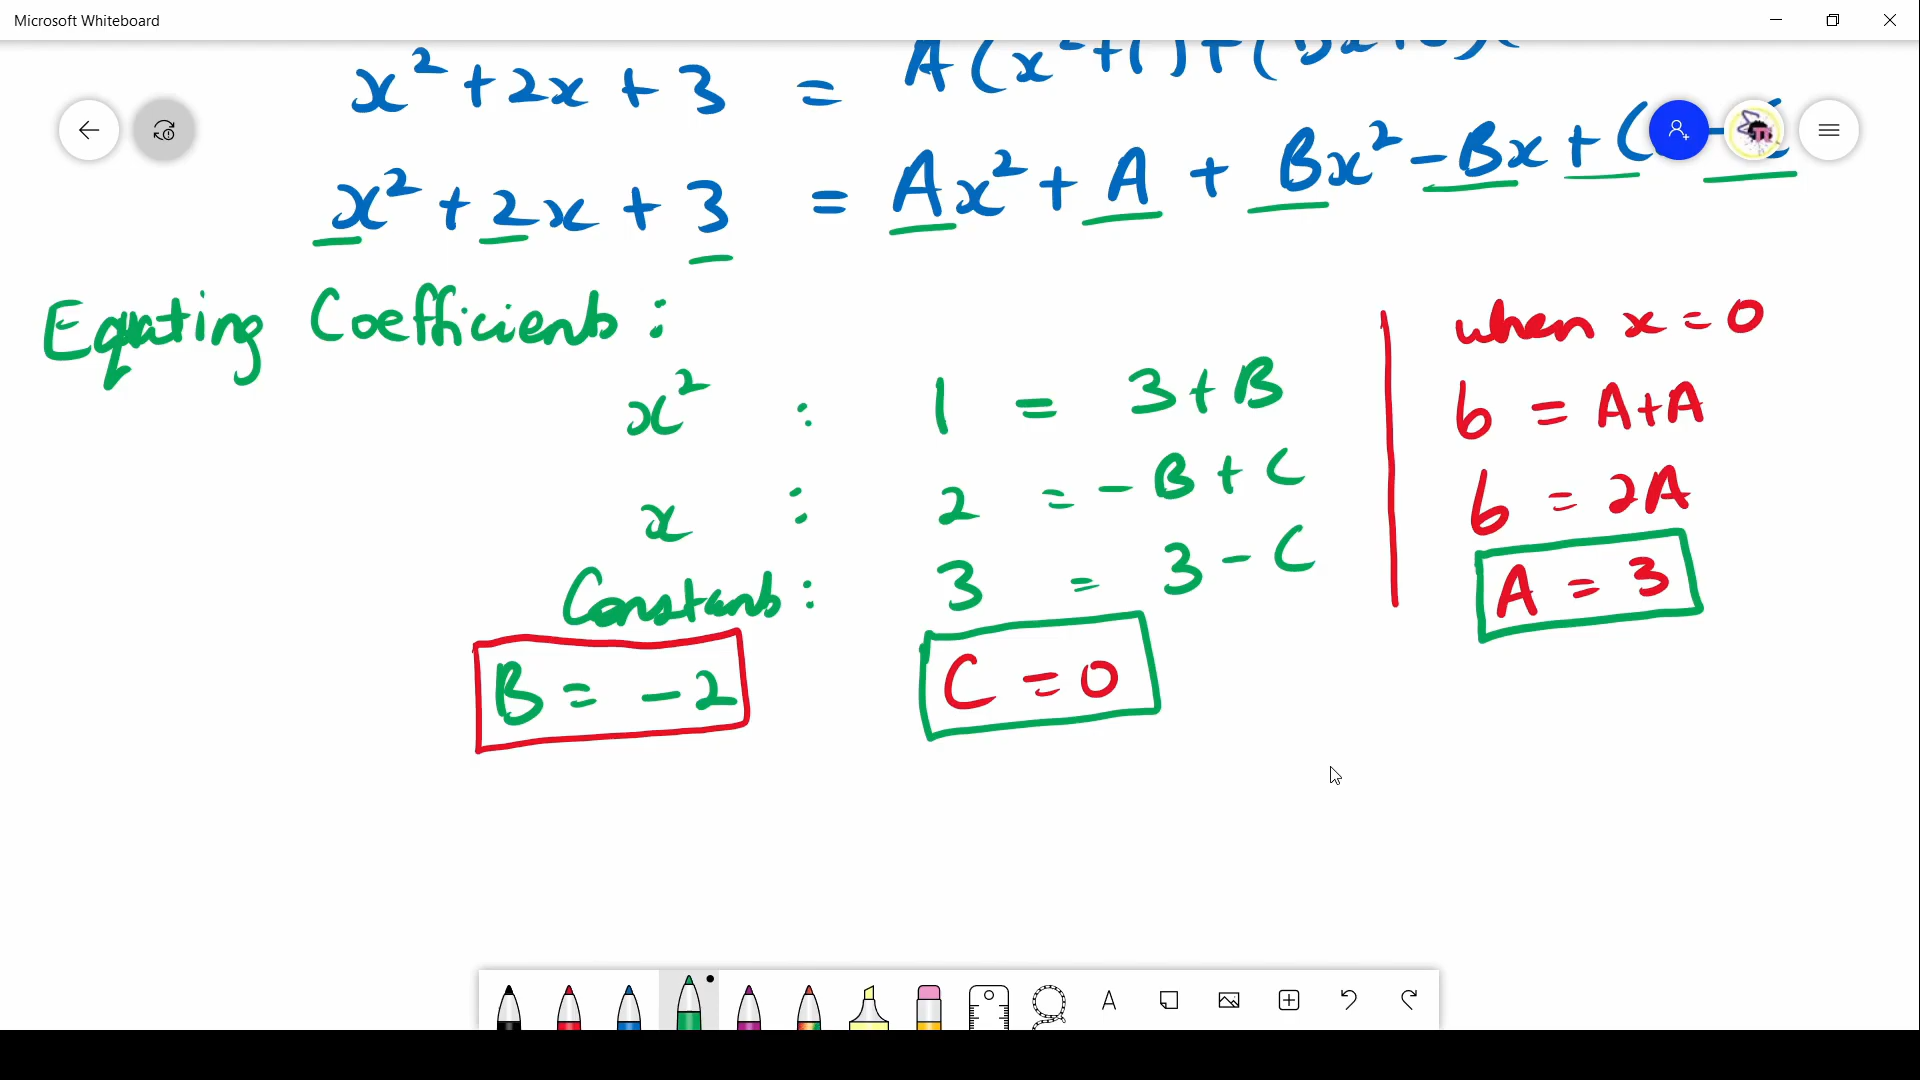 Microsoft Whiteboard
x² + 2x + 3 = A(x²+1)+(
x² + 2x + 3 = Ax² + A + Bx² - Bx + C
Equating Coefficients :
x² : 1 = 3 + B
x : 2 = - B + C
Constants : 3 = 3 - C
B = - 2
C = 0
when x = 0
6 = A + A
6 = 2A
A = 3